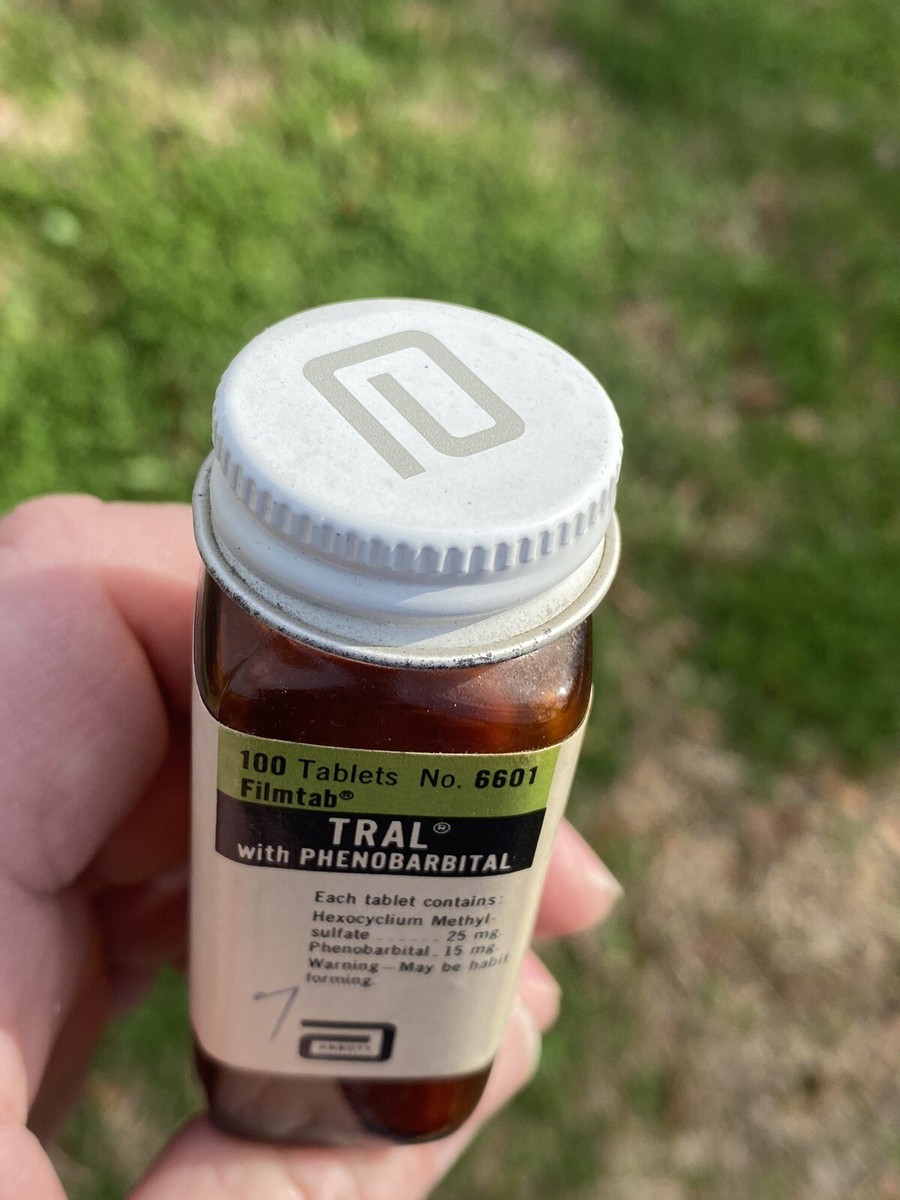 100 Tablets No. 6601
Filmtab®
TRAL®
with PHENOBARBITAL
Each tablet contains:
Hexocyclium Methyl-
sulfate ...... 25 mg.
Phenobarbital.. 15 mg.
Warning—May be habit
forming.
7
ABBOTT